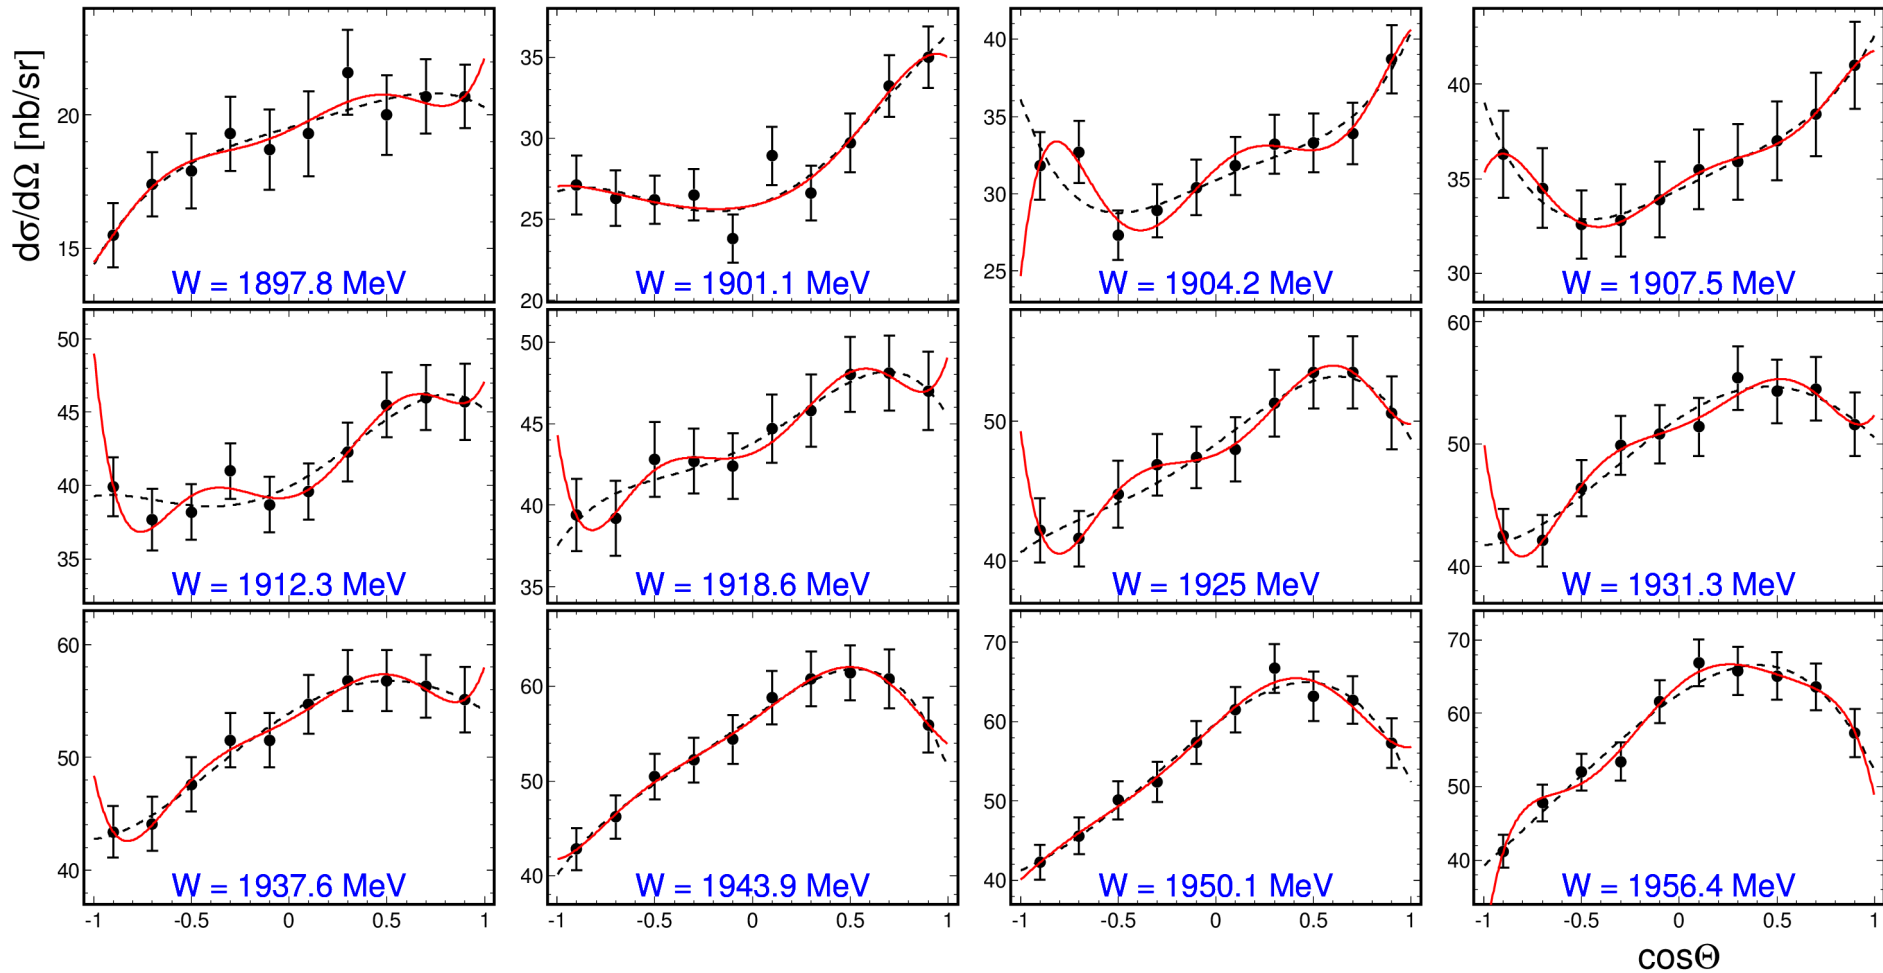 dσ/dΩ [nb/sr]
20
15
W = 1897.8 MeV
35
30
25
20
W = 1901.1 MeV
40
35
30
25
W = 1904.2 MeV
40
35
30
W = 1907.5 MeV
50
45
40
35
W = 1912.3 MeV
50
45
40
35
W = 1918.6 MeV
50
40
W = 1925 MeV
60
50
40
W = 1931.3 MeV
60
50
40
W = 1937.6 MeV
-1 -0.5 0 0.5 1
60
50
40
W = 1943.9 MeV
-1 -0.5 0 0.5 1
70
60
50
40
W = 1950.1 MeV
-1 -0.5 0 0.5 1
70
60
50
40
W = 1956.4 MeV
-1 -0.5 0 0.5 1
cosΘ